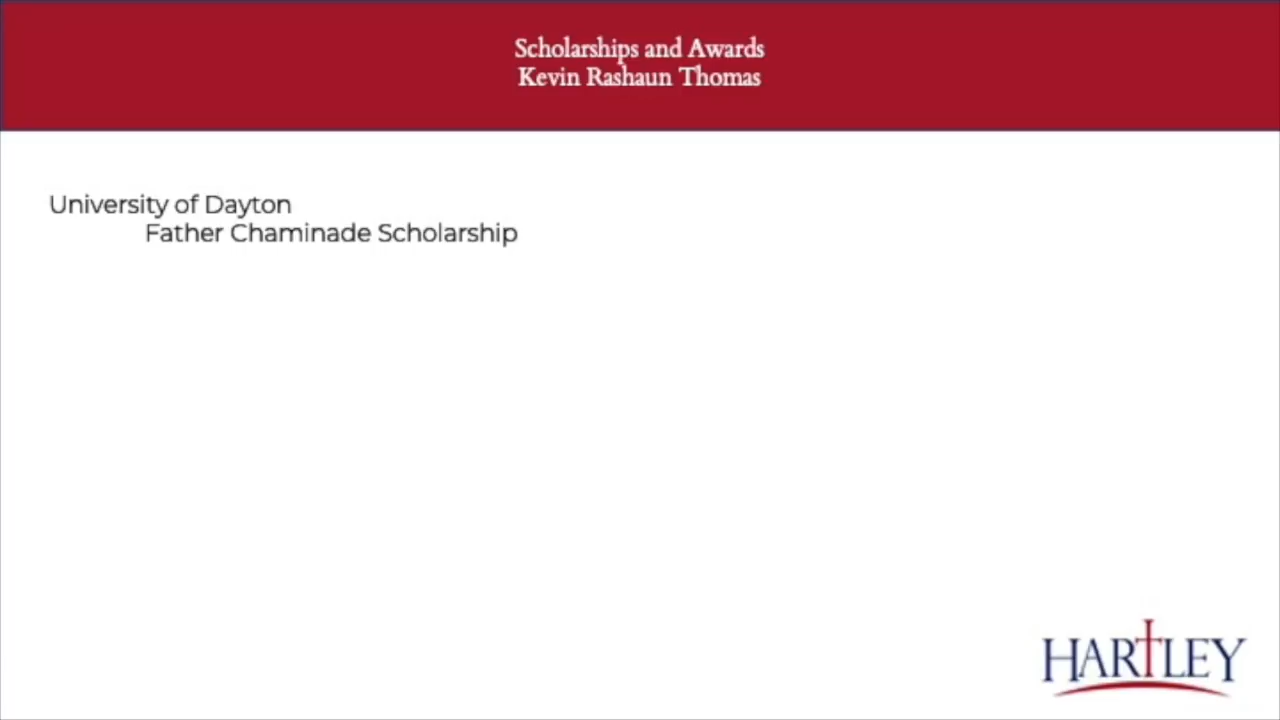 Scholarships and Awards
Kevin Rashaun Thomas
University of Dayton
Father Chaminade Scholarship
HARTLEY